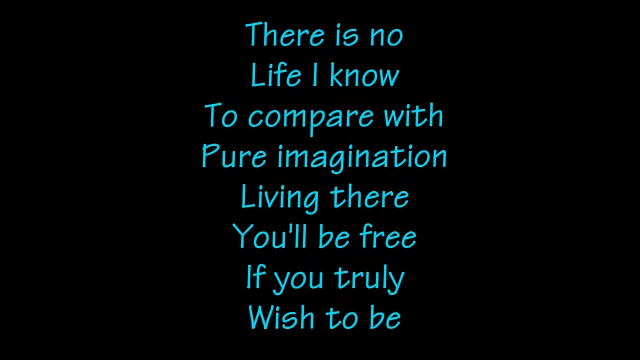 There is no
Life I know
To compare with
Pure imagination
Living there
You'll be free
If you truly
Wish to be